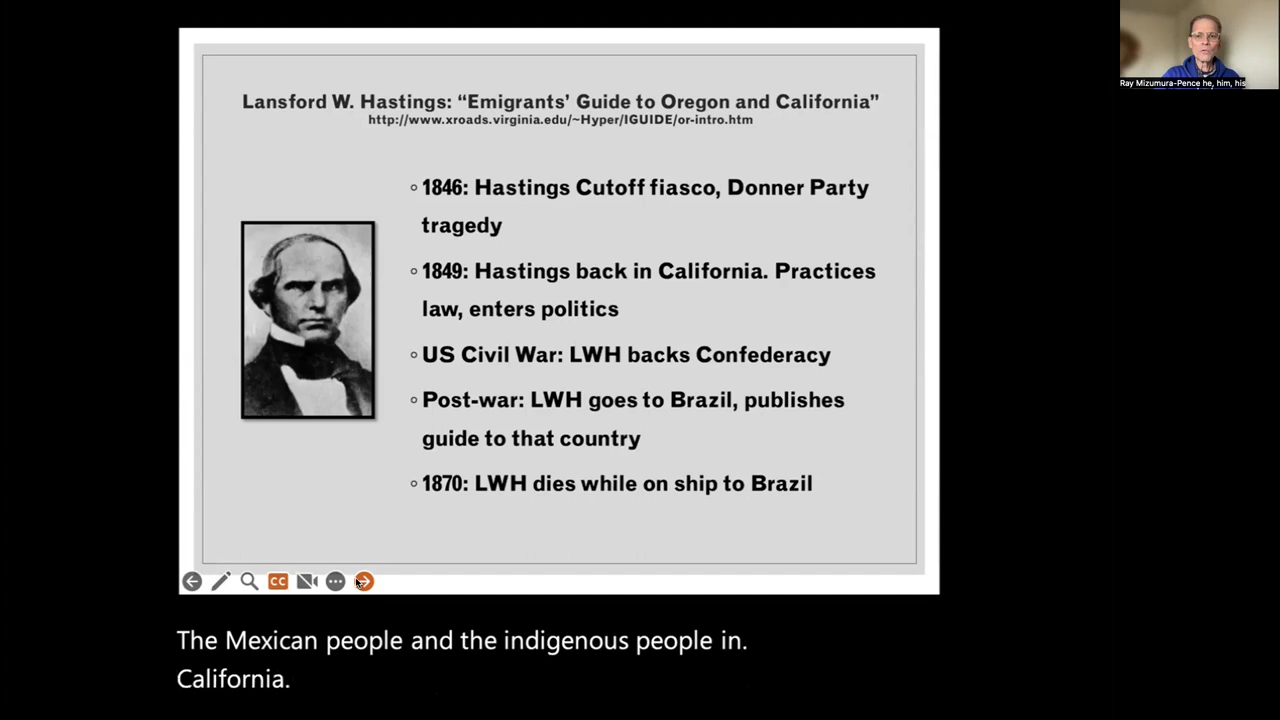 Lansford W. Hastings: “Emigrants’ Guide to Oregon and California”
http://www.xroads.virginia.edu/~Hyper/IGUIDE/or-intro.htm
◦ 1846: Hastings Cutoff fiasco, Donner Party
tragedy
◦ 1849: Hastings back in California. Practices
law, enters politics
◦ US Civil War: LWH backs Confederacy
◦ Post-war: LWH goes to Brazil, publishes
guide to that country
◦ 1870: LWH dies while on ship to Brazil
CC
The Mexican people and the indigenous people in.
California.
Ray Mizumura-Pence he, him, his